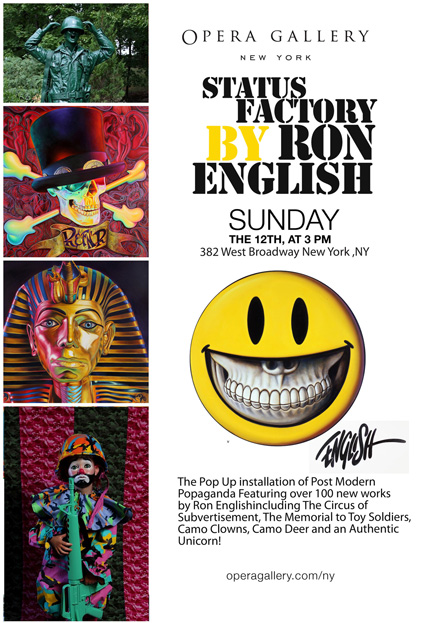 OPERA GALLERY
NEW YORK
STATUS
FACTORY
BY RON
ENGLISH
SUNDAY
THE 12TH, AT 3 PM
382 West Broadway New York ,NY
ENGLISH
The Pop Up installation of Post Modern
Popaganda Featuring over 100 new works
by Ron Englishincluding The Circus of
Subvertisement, The Memorial to Toy Soldiers,
Camo Clowns, Camo Deer and an Authentic
Unicorn!
operagallery.com/ny